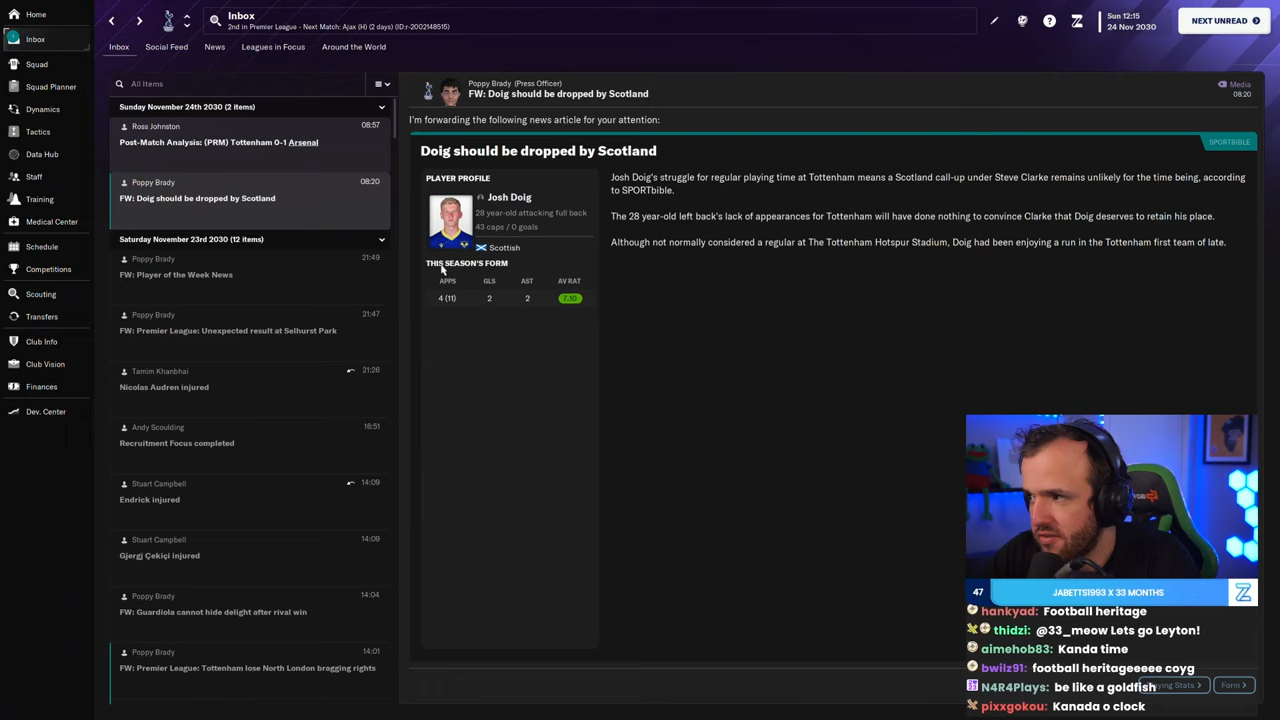 Home
Inbox
Squad
Squad Planner
Dynamics
Tactics
Data Hub
Staff
Training
Medical Center
Schedule
Competitions
Scouting
Transfers
Club Info
Club Vision
Finances
Dev. Center
Inbox
2nd in Premier League - Next Match: Ajax (H) (2 days) (ID:r-2002148515)
Sun 12:15
24 Nov 2030
NEXT UNREAD
Inbox
Social Feed
News
Leagues in Focus
Around the World
All Items
Sunday November 24th 2030 (2 items)
Ross Johnston 08:57
Post-Match Analysis: (PRM) Tottenham 0-1 Arsenal
Poppy Brady 08:20
FW: Doig should be dropped by Scotland
Saturday November 23rd 2030 (12 items)
Poppy Brady 21:49
FW: Player of the Week News
Poppy Brady 21:47
FW: Premier League: Unexpected result at Selhurst Park
Tamim Khanbhai 21:26
Nicolas Audren injured
Andy Scoulding 16:51
Recruitment Focus completed
Stuart Campbell 14:09
Endrick injured
Stuart Campbell 14:09
Gjergj Çekiçi injured
Poppy Brady 14:04
FW: Guardiola cannot hide delight after rival win
Poppy Brady 14:01
FW: Premier League: Tottenham lose North London bragging rights
Poppy Brady (Press Officer)
FW: Doig should be dropped by Scotland
Media
08:20
I'm forwarding the following news article for your attention:
SPORTBIBLE
Doig should be dropped by Scotland
PLAYER PROFILE
Josh Doig
28 year-old attacking full back
43 caps / 0 goals
Scottish
THIS SEASON'S FORM
APPS GLS AST AV RAT
4 (11) 2 2 7.10
Josh Doig's struggle for regular playing time at Tottenham means a Scotland call-up under Steve Clarke remains unlikely for the time being, according
to SPORTbible.
The 28 year-old left back's lack of appearances for Tottenham will have done nothing to convince Clarke that Doig deserves to retain his place.
Although not normally considered a regular at The Tottenham Hotspur Stadium, Doig had been enjoying a run in the Tottenham first team of late.
47 JABETTS1993 X 33 MONTHS
hankyad: Football heritage
thidzi: @33_meow Lets go Leyton!
aimehob83: Kanda time
bwilz91: football heritageeeee coyg
N4R4Plays: be like a goldfish
pixxgokou: Kanada o clock
Stats
Form